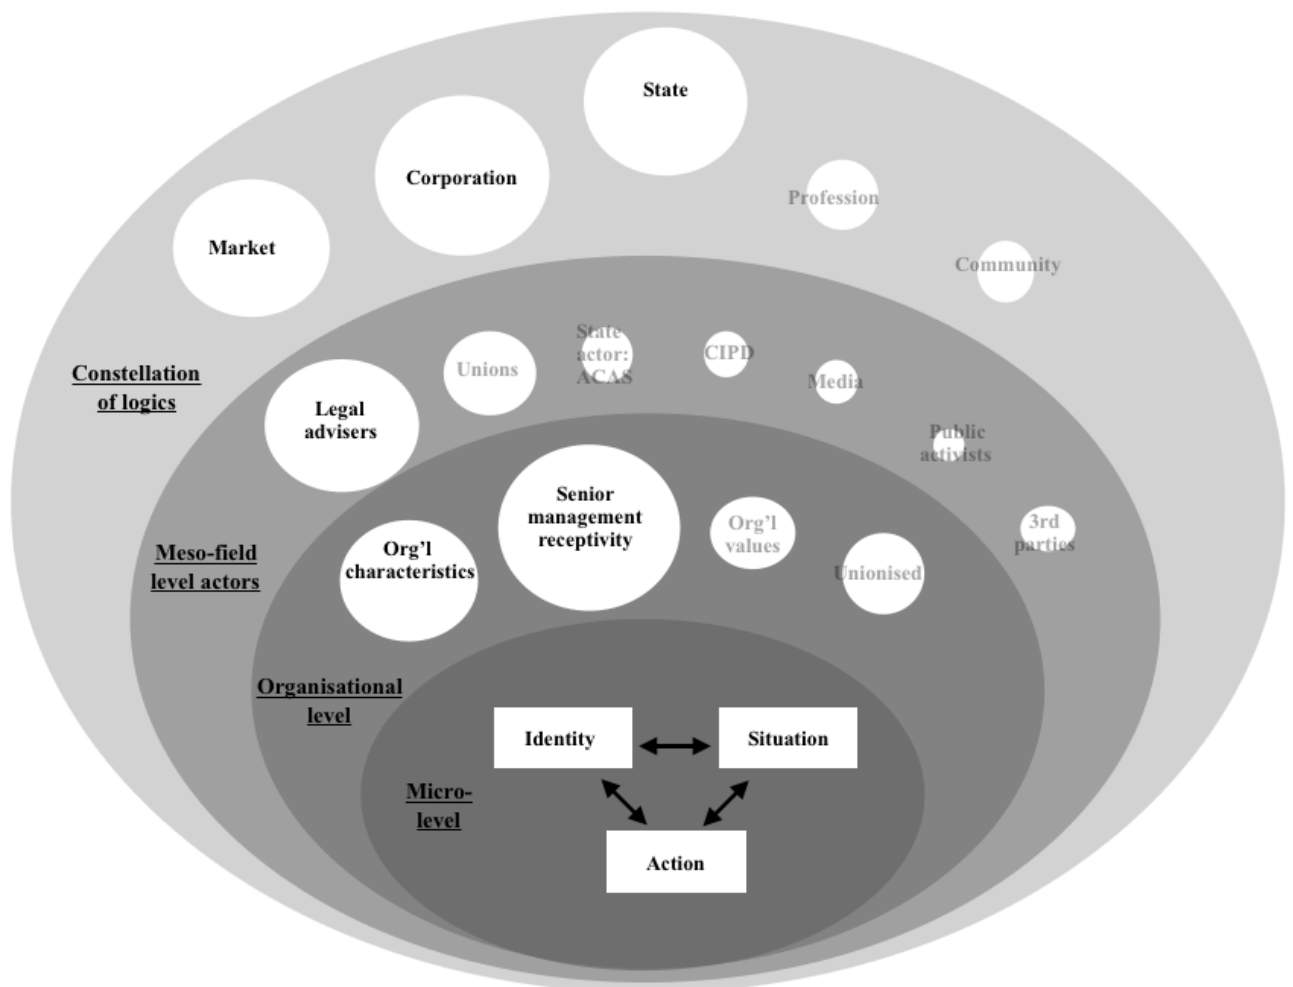 State
Corporation
Market
Profession
Community
Constellation
of logics
Legal
advisers
Unions
State
actor:
ACAS
CIPD
Media
Public
activists
3rd
parties
Meso-field
level actors
Org'l
characteristics
Senior
management
receptivity
Org'l
values
Unionised
Organisational
level
Identity
Situation
Micro-
level
Action